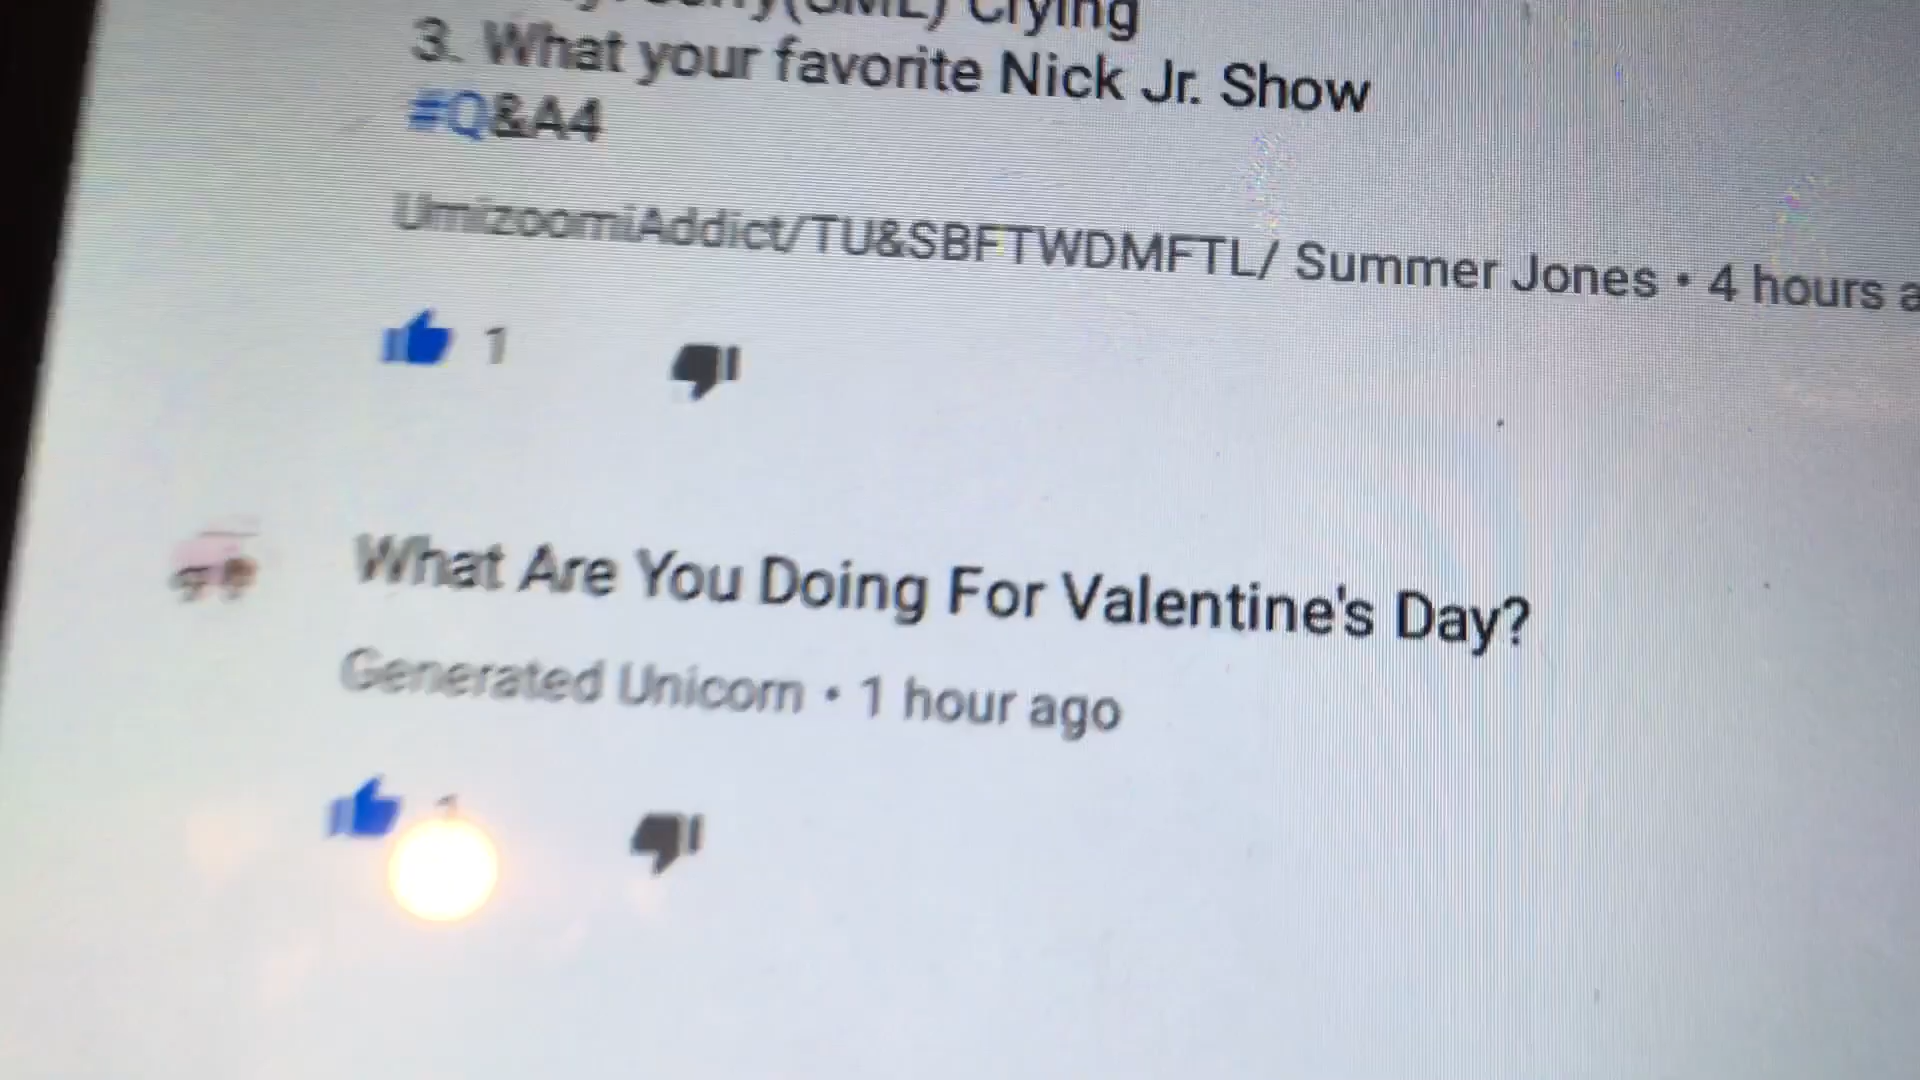 (SML) Crying
3. What your favorite Nick Jr. Show
#Q&A4
UmizoomiAddict/TU&SBFTWDMFTL/ Summer Jones • 4 hours a
1
What Are You Doing For Valentine's Day?
Generated Unicorn • 1 hour ago